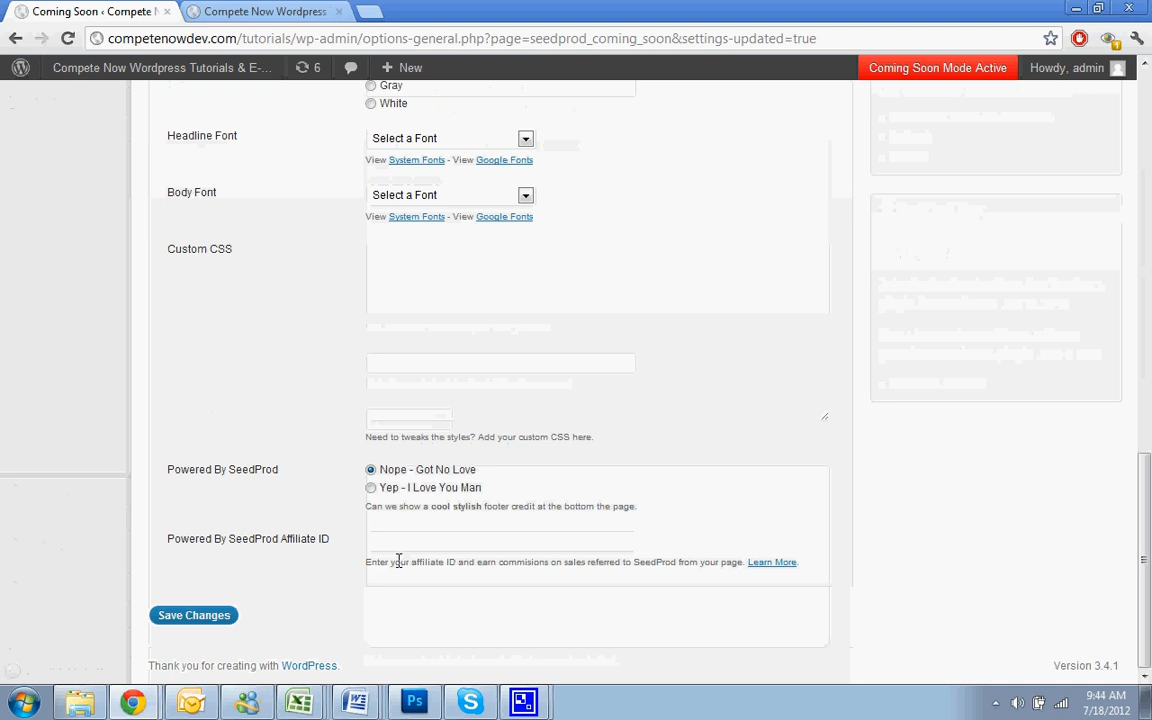 Coming Soon ‹ Compete N
Compete Now Wordpress
competenowdev.com/tutorials/wp-admin/options-general.php?page=seedprod_coming_soon&settings-updated=true
1
Compete Now Wordpress Tutorials & E-... 6 New Coming Soon Mode Active Howdy, admin
Gray
White
Headline Font Select a Font
View System Fonts - View Google Fonts
Body Font Select a Font
View System Fonts - View Google Fonts
Custom CSS
Need to tweaks the styles? Add your custom CSS here.
Powered By SeedProd Nope - Got No Love
Yep - I Love You Man
Can we show a cool stylish footer credit at the bottom the page.
Powered By SeedProd Affiliate ID
Enter your affiliate ID and earn commisions on sales referred to SeedProd from your page. Learn More.
Save Changes
Thank you for creating with WordPress. Version 3.4.1
Ps
9:44 AM
7/18/2012